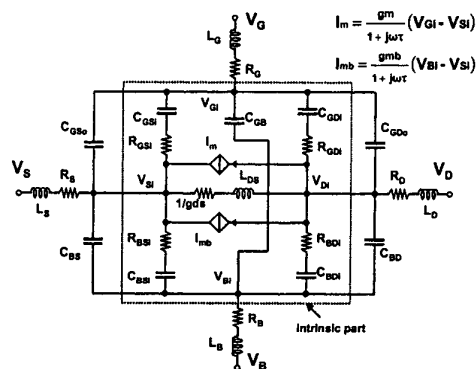 V_G
L_G
R_G
I_m = gm / 1 + jωτ (V_Gi - V_Si)
I_mb = gmb / 1 + jωτ (V_Bi - V_Si)
V_Gi
C_GSi
C_GB
C_GDi
C_GSo
C_GDo
R_GSi
I_m
R_GDi
V_S
R_S
V_Si
L_DS
V_Di
R_D
V_D
L_S
1/gds
L_D
R_BSi
I_mb
R_BDi
C_BS
C_BD
C_BSi
V_Bi
C_BDi
R_B
Intrinsic part
L_B
V_B